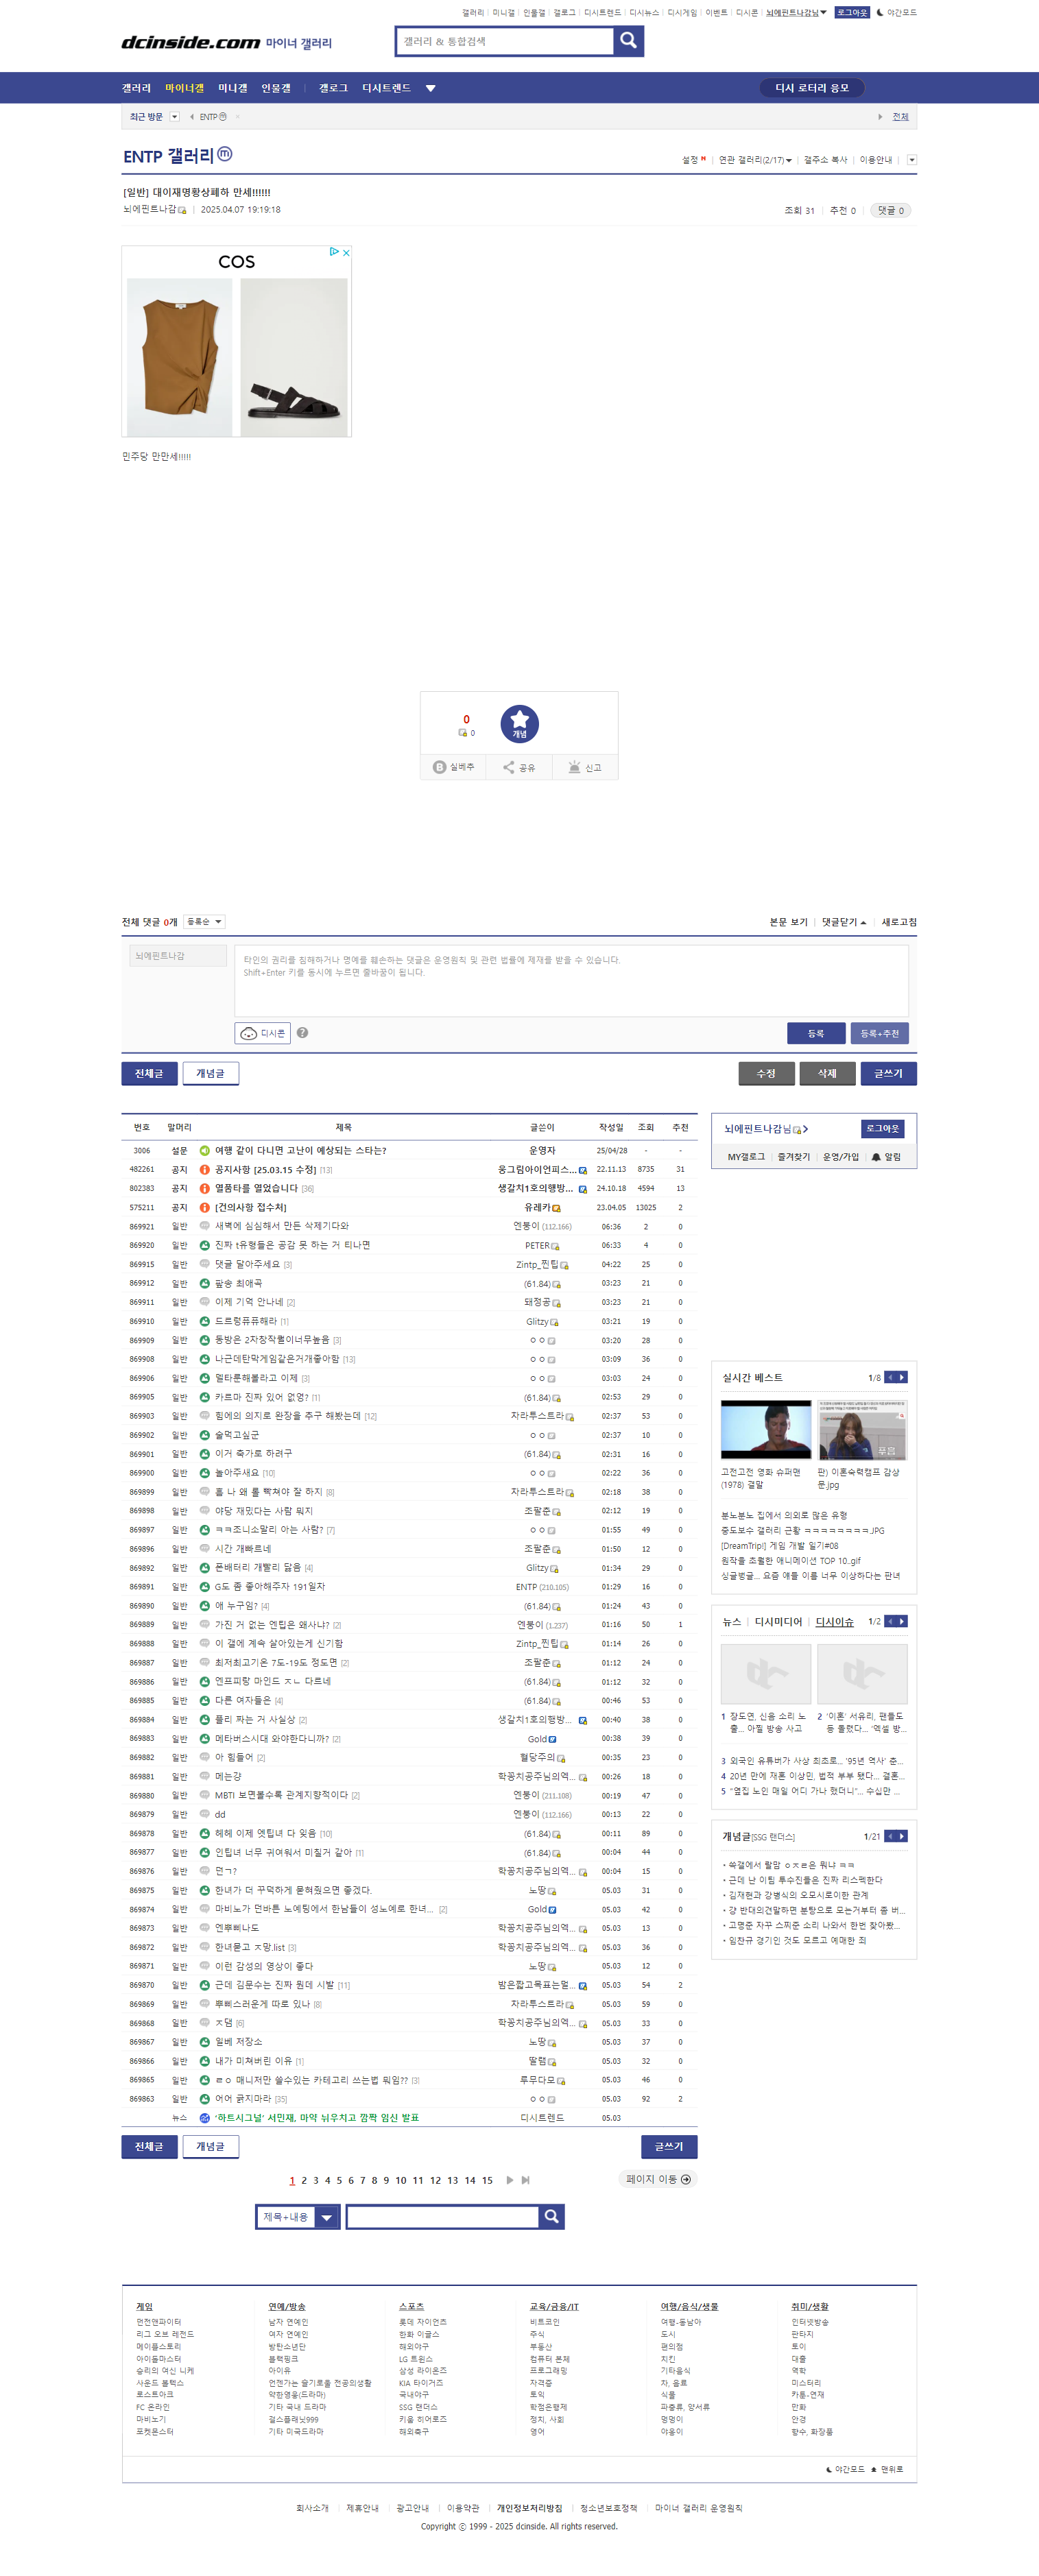 갤러리 | 미니갤 | 인물갤 | 갤로그 | 디시트렌드 | 디시뉴스 | 디시게임 | 이벤트 | 디시콘 | 뇌에핀트나감님 로그아웃 야간모드
dcinside.com 마이너 갤러리
갤러리 & 통합검색
갤러리 마이너갤 미니갤 인물갤 | 갤로그 디시트렌드 디시 로터리 응모
최근 방문 ENTP ⓜ 전체
ENTP 갤러리 ⓜ
설정 | 연관 갤러리(2/17) | 갤주소 복사 | 이용안내
[일반] 대이재명황상폐하 만세!!!!!!
뇌에핀트나감 | 2025.04.07 19:19:18
조회 31 | 추천 0 | 댓글 0
COS
민주당 만만세!!!!!
0
0
개념
실베추 공유 신고
전체 댓글 0개 등록순
본문 보기 | 댓글닫기 | 새로고침
뇌에핀트나감
타인의 권리를 침해하거나 명예를 훼손하는 댓글은 운영원칙 및 관련 법률에 제재를 받을 수 있습니다.
Shift+Enter 키를 동시에 누르면 줄바꿈이 됩니다.
디시콘 ? 등록 등록+추천
전체글 개념글 수정 삭제 글쓰기
번호 말머리 제목 글쓴이 작성일 조회 추천
3006 설문 여행 같이 다니면 고난이 예상되는 스타는? 운영자 25/04/28 - -
482261 공지 공지사항 [25.03.15 수정] [13] 몽그림아이언피스... 22.11.13 8735 31
802383 공지 열품타를 열었습니다 [36] 생갈치1호의행방... 24.10.18 4594 13
575211 공지 [건의사항 접수처] 유레카 23.04.05 13025 2
869921 일반 새벽에 심심해서 만든 삭제기다와 엔붕이 (112.166) 06:36 2 0
869920 일반 진짜 t유형들은 공감 못 하는 거 티나면 PETER 06:33 4 0
869915 일반 댓글 달아주세요 [3] Zintp_찐팁 04:22 25 0
869912 일반 팝송 최애곡 (61.84) 03:23 21 0
869911 일반 이제 기억 안나네 [2] 돼정공 03:23 21 0
869910 일반 드르렁퓨퓨해라 [1] Glitzy 03:21 19 0
869909 일반 동방은 2차창작퀄이너무높음 [3] ㅇㅇ 03:20 28 0
869908 일반 나근데탄막게임같은거개좋아함 [13] ㅇㅇ 03:09 36 0
869906 일반 델타룬해볼라고 이제 [3] ㅇㅇ 03:03 24 0
869905 일반 카르마 진짜 있어 없엉? [1] (61.84) 02:53 29 0
869903 일반 힘에의 의지로 완장을 추구 해봤는데 [12] 자라투스트라 02:37 53 0
869902 일반 술먹고싶군 ㅇㅇ 02:37 10 0
869901 일반 이거 축가로 하려구 (61.84) 02:31 16 0
869900 일반 놀아주새요 [10] ㅇㅇ 02:22 36 0
869899 일반 흠 나 왜 롤 빡쳐야 잘 하지 [8] 자라투스트라 02:18 38 0
869898 일반 야당 재밌다는 사람 뭐지 조팔춘 02:12 19 0
869897 일반 ㅋㅋ조니소말리 아는 사람? [7] ㅇㅇ 01:55 49 0
869896 일반 시간 개빠르네 조팔춘 01:50 12 0
869892 일반 폰배터리 개빨리 닳음 [4] Glitzy 01:34 29 0
869891 일반 G도 좀 좋아해주자 191일차 ENTP (210.105) 01:29 16 0
869890 일반 얘 누구임? [4] (61.84) 01:24 43 0
869889 일반 가진 거 없는 엔팁은 왜사냐? [2] 엔붕이 (1.237) 01:16 50 1
869888 일반 이 갤에 계속 살아있는게 신기함 Zintp_찐팁 01:14 26 0
869887 일반 최저최고기온 7도-19도 정도면 [2] 조팔춘 01:12 24 0
869886 일반 엔프피랑 마인드 ㅈㄴ 다르네 (61.84) 01:12 32 0
869885 일반 다른 여자들은 [4] (61.84) 00:46 53 0
869884 일반 플리 짜는 거 사실상 [2] 생갈치1호의행방... 00:40 38 0
869883 일반 메타버스시대 와야한다니까? [2] Gold 00:38 39 0
869882 일반 아 힘들어 [2] 혈당주의 00:35 23 0
869881 일반 메는걍 학꽁치공주님의역... 00:26 18 0
869880 일반 MBTI 보면볼수록 관계지향적이다 [2] 엔붕이 (211.108) 00:19 47 0
869879 일반 dd 엔붕이 (112.166) 00:13 22 0
869878 일반 헤헤 이제 엣팁녀 다 잊음 [10] (61.84) 00:11 89 0
869877 일반 인팁녀 너무 귀여워서 미칠거 같아 [1] (61.84) 00:04 44 0
869876 일반 먼ㄱ? 학꽁치공주님의역... 00:04 15 0
869875 일반 한녀가 더 꾸덕하게 묻혀줬으면 좋겠다. 노땅 05.03 31 0
869874 일반 마비노가 던바튼 노예팅에서 한남들이 성노예로 한녀... [2] Gold 05.03 42 0
869873 일반 엔뿌삐나도 학꽁치공주님의역... 05.03 13 0
869872 일반 한녀묻고 ㅈ망.list [3] 학꽁치공주님의역... 05.03 36 0
869871 일반 이런 감성의 영상이 좋다 노땅 05.03 12 0
869870 일반 근데 김문수는 진짜 뭔데 시발 [11] 밤은짧고목표는멀... 05.03 54 2
869869 일반 뿌삐스러운게 따로 있나 [8] 자라투스트라 05.03 59 0
869868 일반 ㅈ댐 [6] 학꽁치공주님의역... 05.03 33 0
869867 일반 일베 저장소 노땅 05.03 37 0
869866 일반 내가 미쳐버린 이유 [1] 딸램 05.03 32 0
869865 일반 ㄹㅇ 매니저만 쓸수있는 카테고리 쓰는법 뭐임?? [3] 루무다모 05.03 46 0
869863 일반 어어 긁지마라 [35] ㅇㅇ 05.03 92 2
뉴스 '하트시그널' 서민재, 마약 뉘우치고 깜짝 임신 발표 디시트렌드 05.03
전체글 개념글 글쓰기
1 2 3 4 5 6 7 8 9 10 11 12 13 14 15 페이지 이동
제목+내용
뇌에핀트나감님 로그아웃
MY갤로그 | 즐겨찾기 | 운영/가입 | 알림
실시간 베스트 1/8
고전고전 영화 슈퍼맨(1978) 결말
푸음
판) 이혼숙려캠프 감상문.jpg
분노분노 집에서 의외로 많은 유형
중도보수 갤러리 근황 ㅋㅋㅋㅋㅋㅋㅋㅋ.JPG
[DreamTrip!] 게임 개발 일기#08
원작을 초월한 애니메이션 TOP 10..gif
싱글벙글... 요즘 얘들 이름 너무 이상하다는 판녀
뉴스 | 디시미디어 | 디시이슈 1/2
1 장도연, 신음 소리 노출... 아찔 방송 사고
2 '이혼' 서유리, 팬들도 등 돌렸다... '엑셀 방...
3 외국인 유튜버가 사상 최초로... '95년 역사' 춘...
4 20년 만에 재혼 이상민, 법적 부부 됐다... 결혼...
5 "옆집 노인 매일 어디 가나 했더니"... 수십만 ...
개념글[SSG 랜더스] 1/21
· 쓱갤에서 랄맘 ㅇㅈㄹ은 뭐냐 ㅋㅋ
· 근데 난 이팀 투수진들은 진짜 리스펙한다
· 김재현과 강병식의 오묘시로이한 관계
· 걍 반대의견말하면 분탕으로 모는거부터 좀 버...
· 고명준 자꾸 스찌준 소리 나와서 한번 찾아봤...
· 임찬규 경기인 것도 모르고 예매한 죄
게임
던전앤파이터
리그 오브 레전드
메이플스토리
아이돌마스터
승리의 여신 니케
사운드 볼텍스
로스트아크
FC 온라인
마비노기
포켓몬스터
연예/방송
남자 연예인
여자 연예인
방탄소년단
블랙핑크
아이유
언젠가는 슬기로울 전공의생활
약한영웅(드라마)
기타 국내 드라마
걸스플래닛999
기타 미국드라마
스포츠
롯데 자이언츠
한화 이글스
해외야구
LG 트윈스
삼성 라이온즈
KIA 타이거즈
국내야구
SSG 랜더스
키움 히어로즈
해외축구
교육/금융/IT
비트코인
주식
부동산
컴퓨터 본체
프로그래밍
자격증
토익
학점은행제
정치, 사회
영어
여행/음식/생물
여행-동남아
도시
편의점
치킨
기타음식
차, 음료
식물
파충류, 양서류
멍멍이
야옹이
취미/생활
인터넷방송
판타지
토이
대출
역학
미스터리
카툰-연재
만화
안경
향수, 화장품
야간모드 맨위로
회사소개 | 제휴안내 | 광고안내 | 이용약관 | 개인정보처리방침 | 청소년보호정책 | 마이너 갤러리 운영원칙
Copyright ⓒ 1999 - 2025 dcinside. All rights reserved.